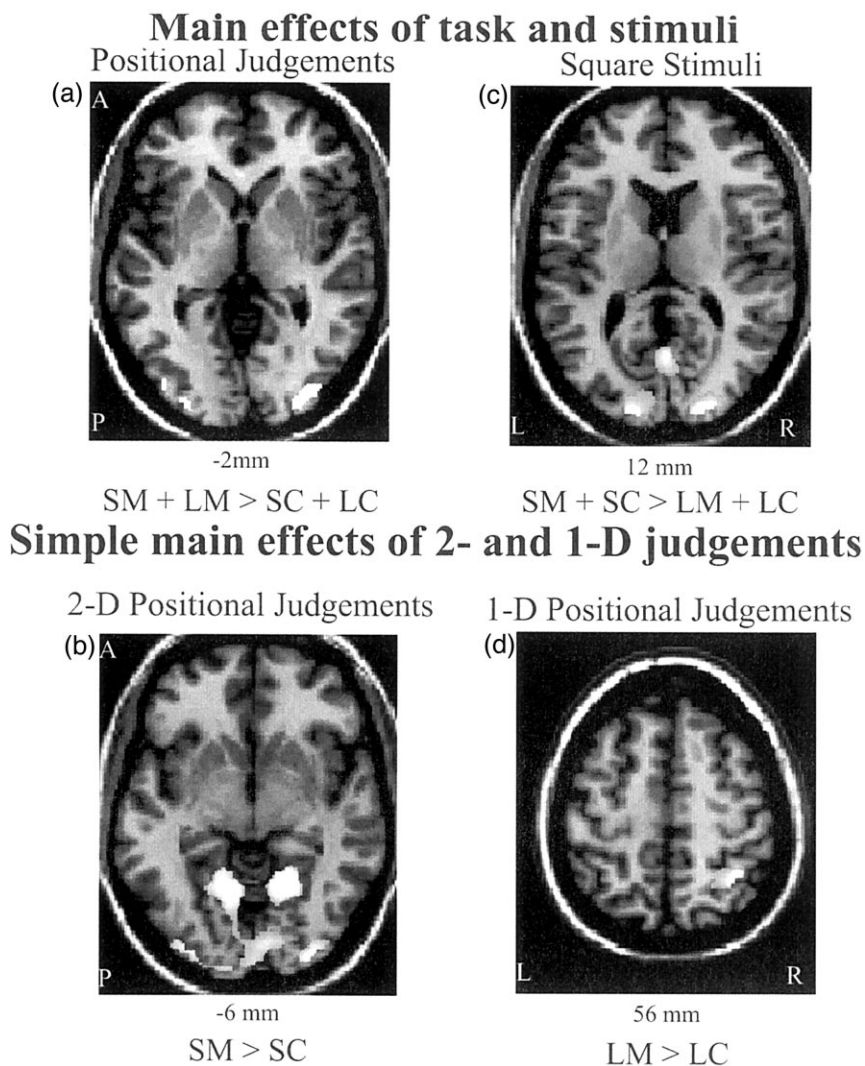 Main effects of task and stimuli
Positional Judgements
Square Stimuli
(a)
A
P
-2mm
SM + LM > SC + LC
(c)
L
R
12 mm
SM + SC > LM + LC
Simple main effects of 2- and 1-D judgements
2-D Positional Judgements
1-D Positional Judgements
(b)
A
P
-6 mm
SM > SC
(d)
L
R
56 mm
LM > LC